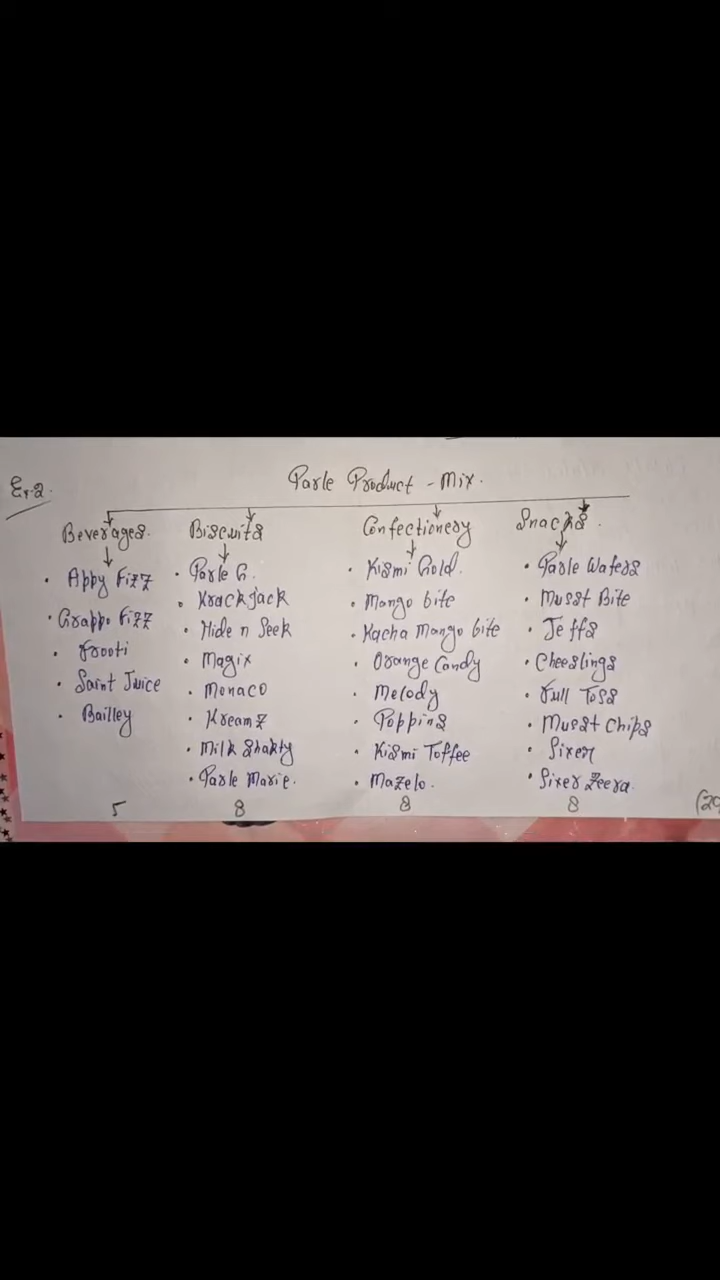 Ex-2. Parle Product - Mix.
Beverages. Biscuits Confectionery Snacks.
• Appy Fizz • Parle G. • Kismi Gold. • Parle Wafers
• Grappo Fizz • Krackjack • Mango bite • Musst Bite
• Frooti • Hide n Seek • Kacha Mango bite • Jeffs
• Saint Juice • Magix • Orange Candy • Cheeslings
• Bailley • Monaco • Melody • Full Toss
• Kreamz • Poppins • Musst Chips
• Milk Shakty • Kismi Toffee • Sixer
• Parle Marie. • Mazelo. • Sixer Zeera.
5 8 8 8